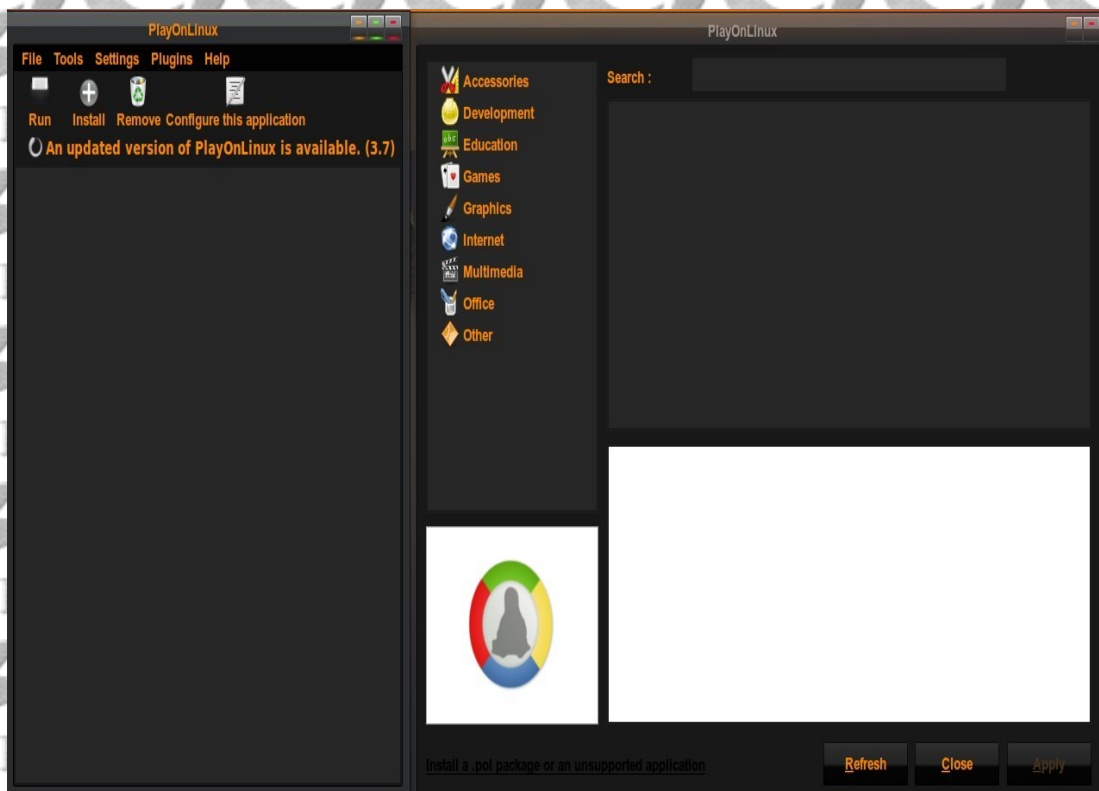 PlayOnLinux
File Tools Settings Plugins Help
Run Install Remove Configure this application
An updated version of PlayOnLinux is available. (3.7)
PlayOnLinux
Accessories
Development
abc
Education
Games
Graphics
Internet
Multimedia
Office
Other
Search :
Install a .pol package or an unsupported application
Refresh Close Apply